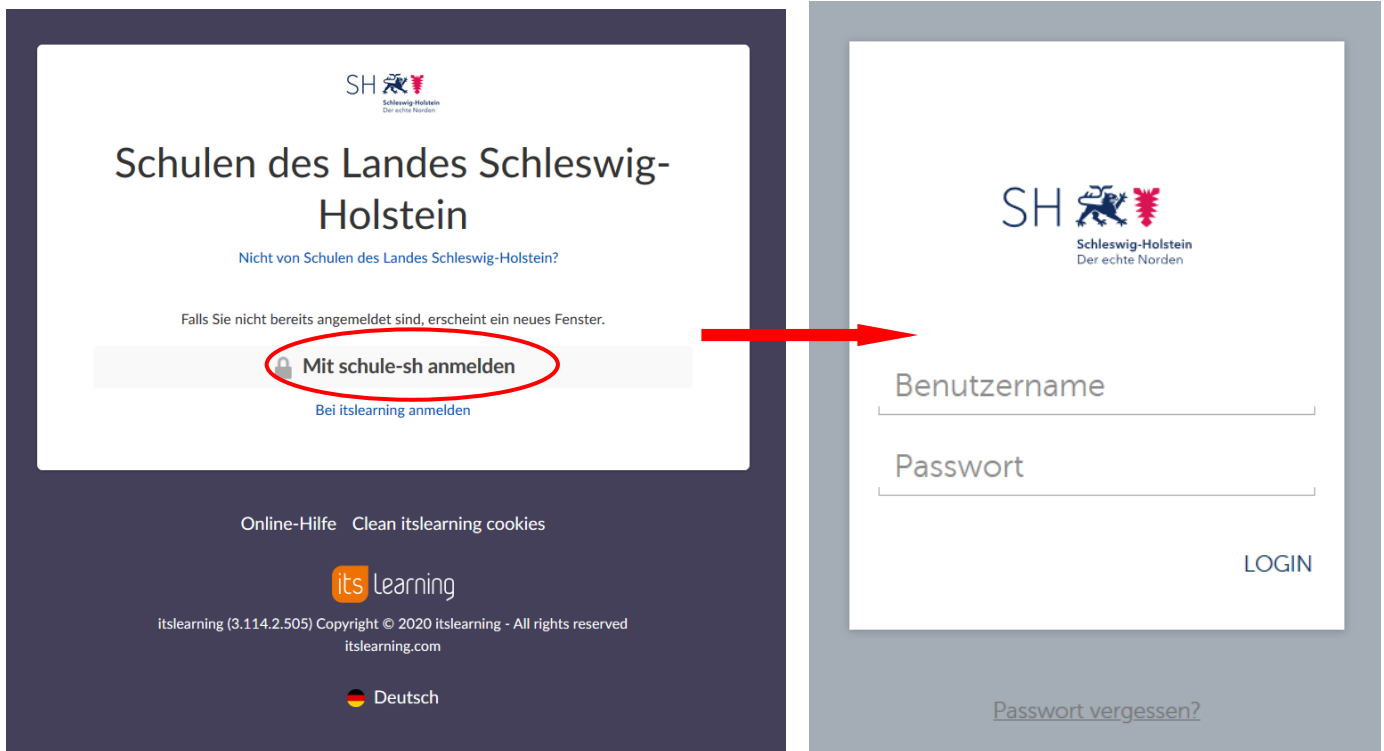 SH
Schleswig-Holstein
Der echte Norden
Schulen des Landes Schleswig-
Holstein
Nicht von Schulen des Landes Schleswig-Holstein?
Falls Sie nicht bereits angemeldet sind, erscheint ein neues Fenster.
Mit schule-sh anmelden
Bei itslearning anmelden
Online-Hilfe Clean itslearning cookies
its learning
itslearning (3.114.2.505) Copyright © 2020 itslearning - All rights reserved
itslearning.com
Deutsch
SH
Schleswig-Holstein
Der echte Norden
Benutzername
Passwort
LOGIN
Passwort vergessen?